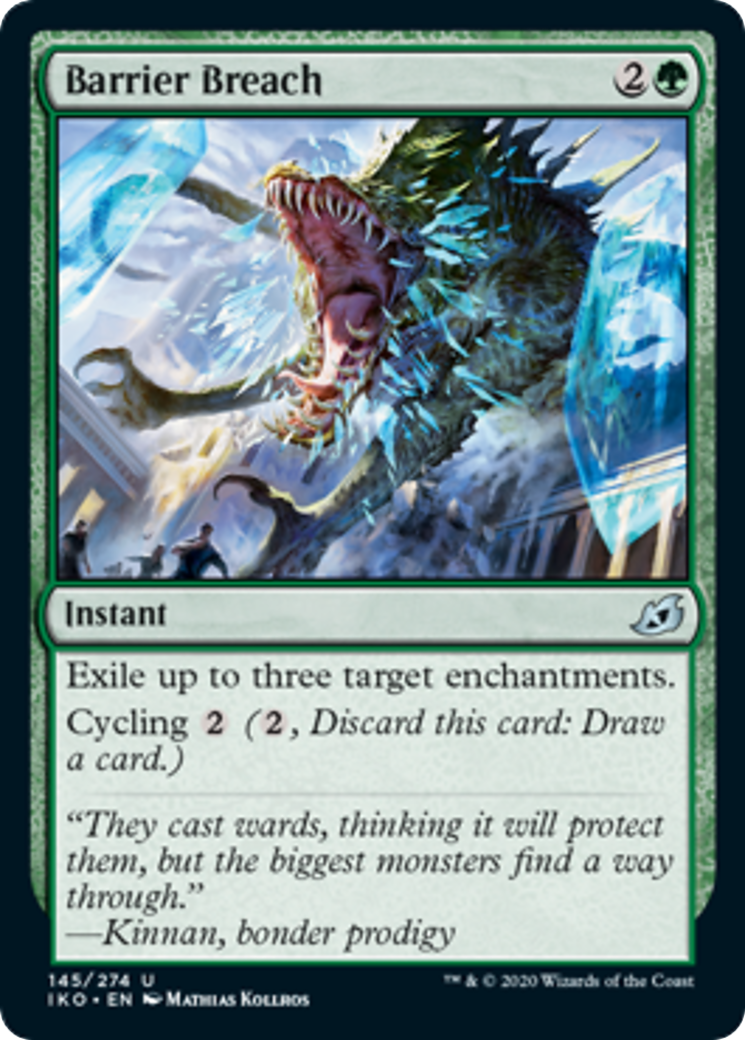 Barrier Breach 2
Instant
Exile up to three target enchantments.
Cycling 2 (2, Discard this card: Draw
a card.)
“They cast wards, thinking it will protect
them, but the biggest monsters find a way
through.”
—Kinnan, bonder prodigy
145/274 U
™ & © 2020 Wizards of the Coast
IKO • EN Mathias Kollros